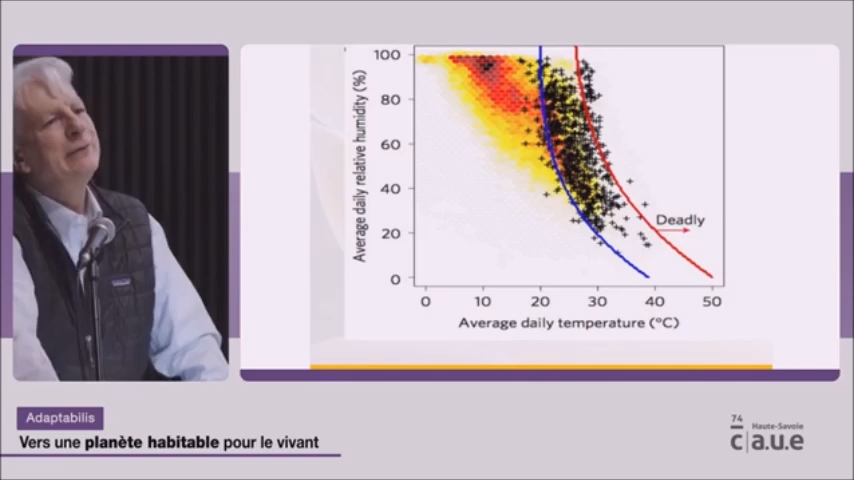 100
80
60
40
20
0
Average daily relative humidity (%)
Deadly
0 10 20 30 40 50
Average daily temperature (°C)
Adaptabilis
Vers une planète habitable pour le vivant
74
Haute-Savoie
c|a.u.e
patagonia